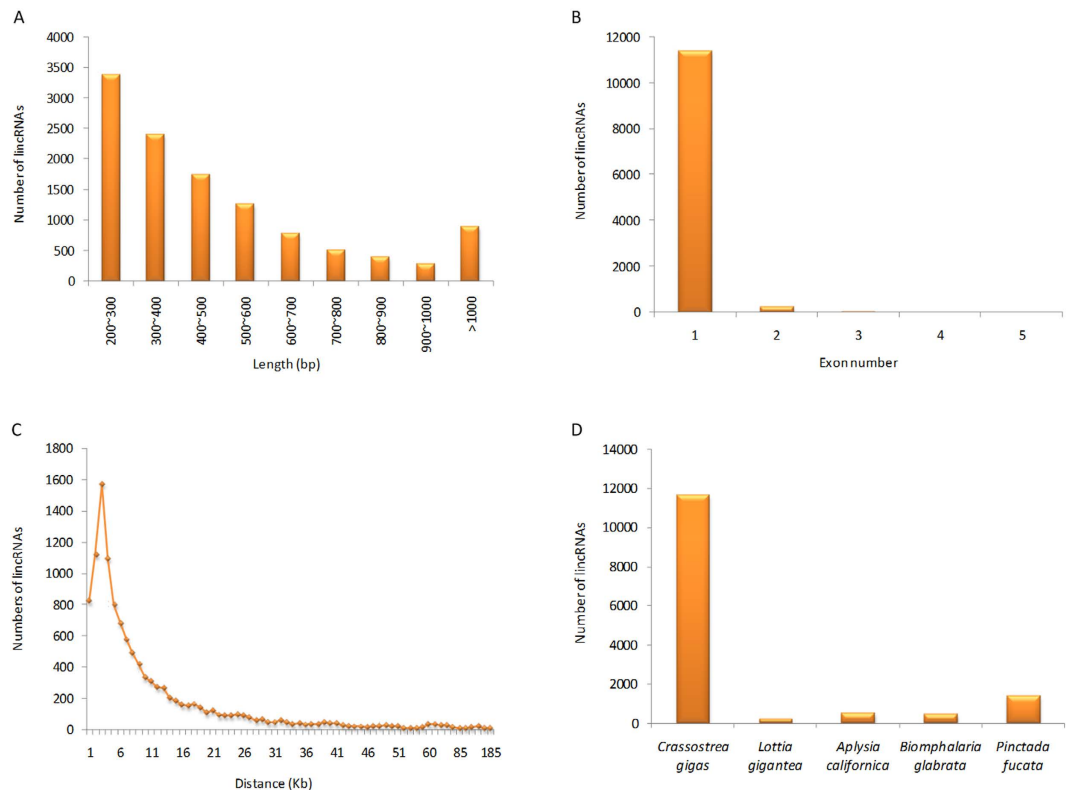 A
Number of lincRNAs
4000
3500
3000
2500
2000
1500
1000
500
0
200~300
300~400
400~500
500~600
600~700
700~800
800~900
900~1000
>1000
Length (bp)
B
Number of lincRNAs
12000
10000
8000
6000
4000
2000
0
1 2 3 4 5
Exon number
C
Numbers of lincRNAs
1800
1600
1400
1200
1000
800
600
400
200
0
1 6 11 16 21 26 31 36 41 46 51 60 85 185
Distance (Kb)
D
Number of lincRNAs
14000
12000
10000
8000
6000
4000
2000
0
Crassostrea gigas
Lottia gigantea
Aplysia californica
Biomphalaria glabrata
Pinctada fucata